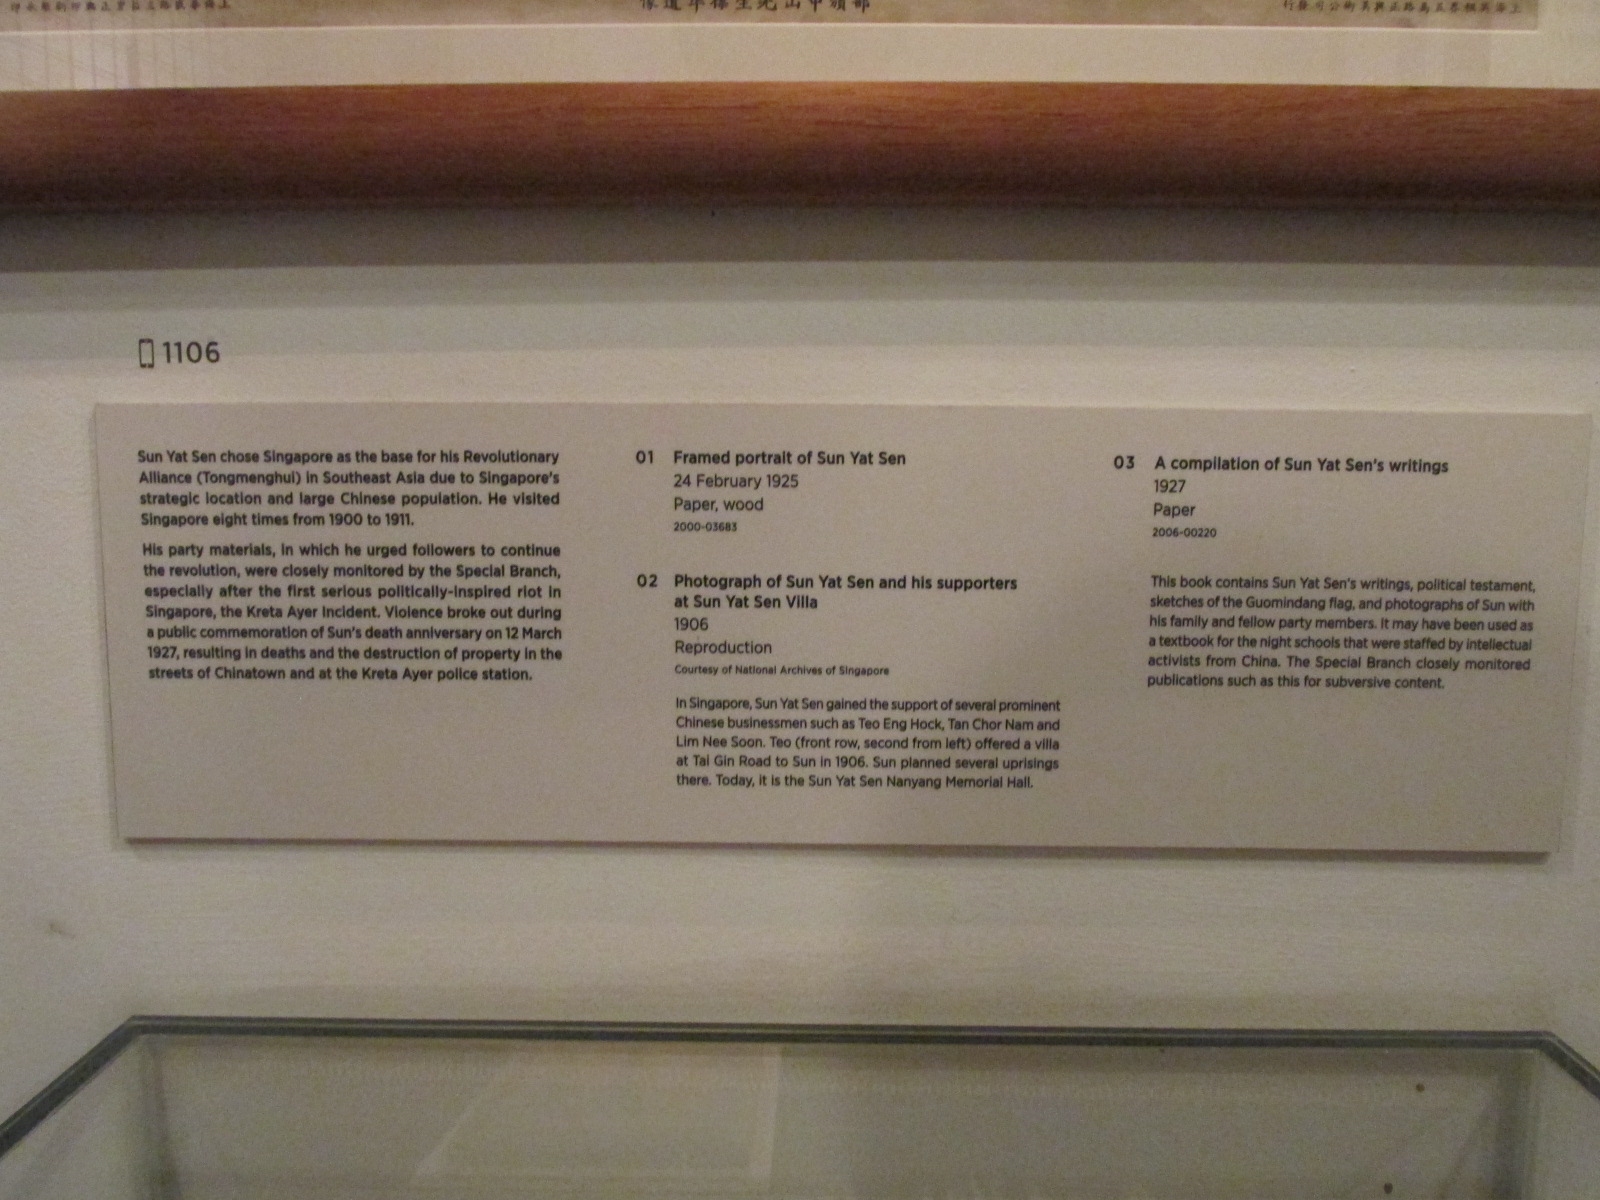 部領中山先生棌年道像
1106
Sun Yat Sen chose Singapore as the base for his Revolutionary
Alliance (Tongmenghui) in Southeast Asia due to Singapore's
strategic location and large Chinese population. He visited
Singapore eight times from 1900 to 1911.
His party materials, in which he urged followers to continue
the revolution, were closely monitored by the Special Branch,
especially after the first serious politically-inspired riot in
Singapore, the Kreta Ayer Incident. Violence broke out during
a public commemoration of Sun's death anniversary on 12 March
1927, resulting in deaths and the destruction of property in the
streets of Chinatown and at the Kreta Ayer police station.
01 Framed portrait of Sun Yat Sen
24 February 1925
Paper, wood
2000-03683
02 Photograph of Sun Yat Sen and his supporters
at Sun Yat Sen Villa
1906
Reproduction
Courtesy of National Archives of Singapore
In Singapore, Sun Yat Sen gained the support of several prominent
Chinese businessmen such as Teo Eng Hock, Tan Chor Nam and
Lim Nee Soon. Teo (front row, second from left) offered a villa
at Tai Gin Road to Sun in 1906. Sun planned several uprisings
there. Today, it is the Sun Yat Sen Nanyang Memorial Hall.
03 A compilation of Sun Yat Sen's writings
1927
Paper
2006-00220
This book contains Sun Yat Sen's writings, political testament,
sketches of the Guomindang flag, and photographs of Sun with
his family and fellow party members. It may have been used as
a textbook for the night schools that were staffed by intellectual
activists from China. The Special Branch closely monitored
publications such as this for subversive content.